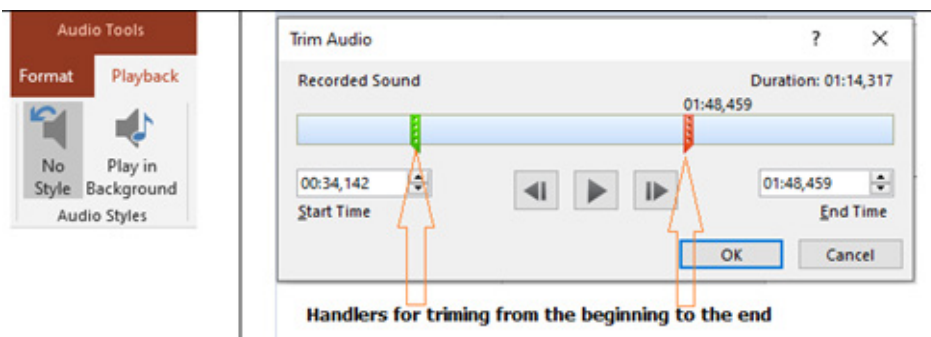 Audio Tools
Format Playback
No Style
Play in Background
Audio Styles
Trim Audio ? X
Recorded Sound Duration: 01:14,317
01:48,459
00:34,142 01:48,459
Start Time End Time
OK Cancel
Handlers for triming from the beginning to the end